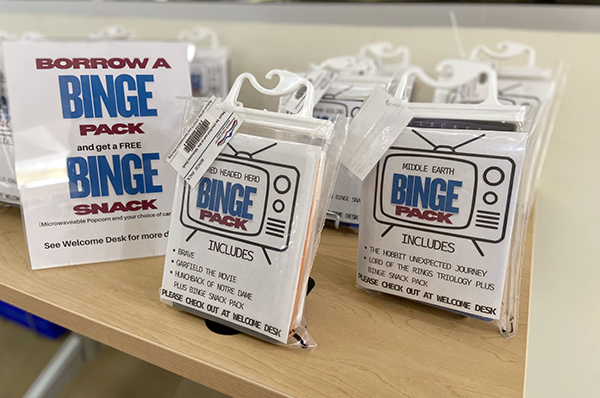 BORROW A
BINGE
PACK
and get a FREE
BINGE
SNACK
(Microwaveable Popcorn and your choice of
See Welcome Desk for more
RED HEADED HERO
BINGE
PACK
INCLUDES
• BRAVE
• GARFIELD THE MOVIE
• HUNCHBACK OF NOTRE DAME
PLUS BINGE SNACK PACK
PLEASE CHECK OUT AT WELCOME DESK
MIDDLE EARTH
BINGE
PACK
INCLUDES
• THE HOBBIT UNEXPECTED JOURNEY
• LORD OF THE RINGS TRIOLOGY PLUS
BINGE SNACK PACK
PLEASE CHECK OUT AT WELCOME DESK